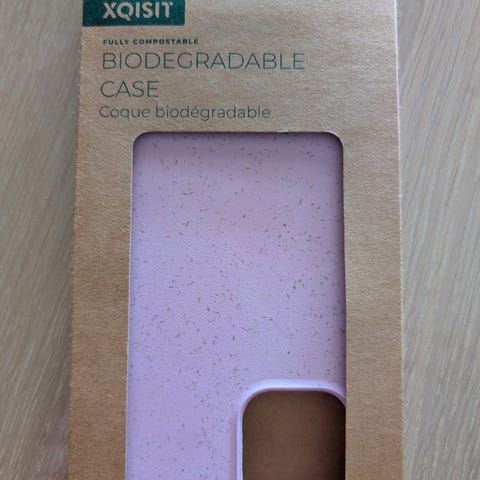 XQISIT
FULLY COMPOSTABLE
BIODEGRADABLE
CASE
Coque biodégradable